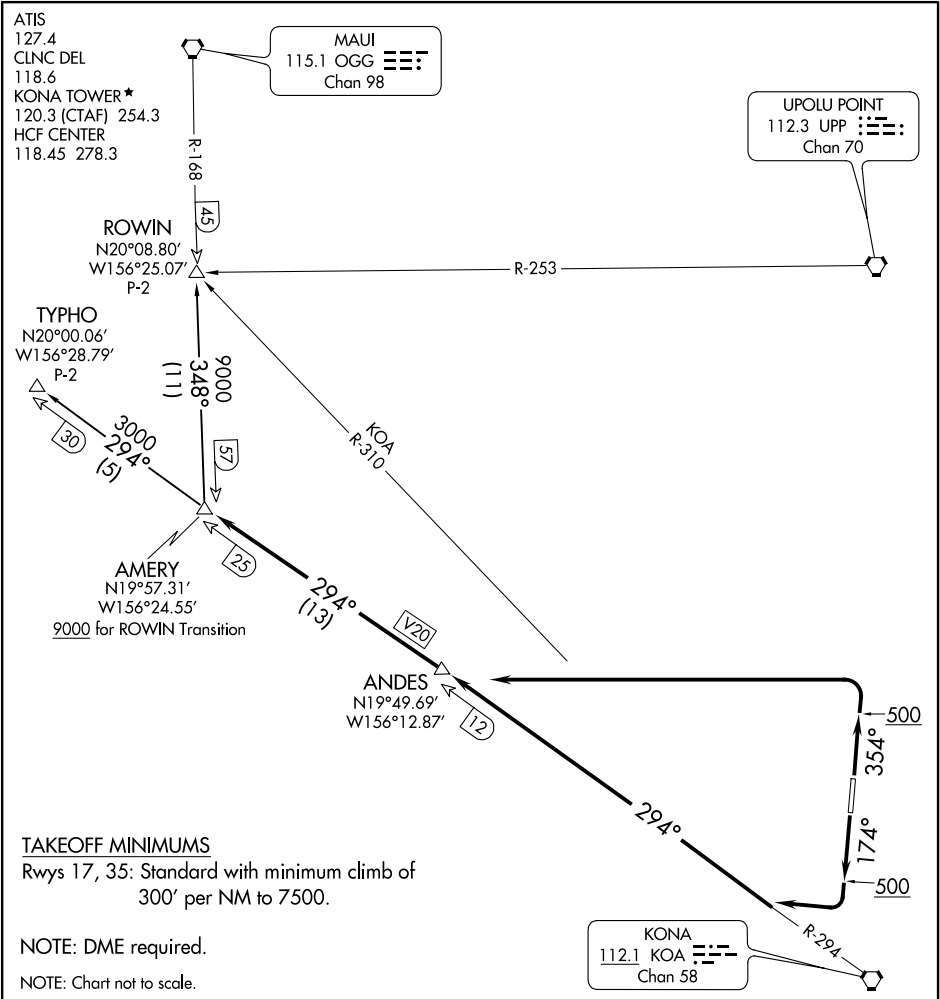 ATIS
127.4
CLNC DEL
118.6
KONA TOWER★
120.3 (CTAF) 254.3
HCF CENTER
118.45 278.3
MAUI
115.1 OGG
Chan 98
UPOLU POINT
112.3 UPP
Chan 70
R-168
45
ROWIN
N20°08.80'
W156°25.07'
P-2
R-253
TYPHO
N20°00.06'
W156°28.79'
P-2
9000
348°
(11)
KOA
R-310
3000
294°
(5)
30
57
25
AMERY
N19°57.31'
W156°24.55'
9000 for ROWIN Transition
294°
(13)
V20
ANDES
N19°49.69'
W156°12.87'
12
500
354°
294°
174°
500
TAKEOFF MINIMUMS
Rwys 17, 35: Standard with minimum climb of
300' per NM to 7500.
NOTE: DME required.
NOTE: Chart not to scale.
KONA
112.1 KOA
Chan 58
R-294